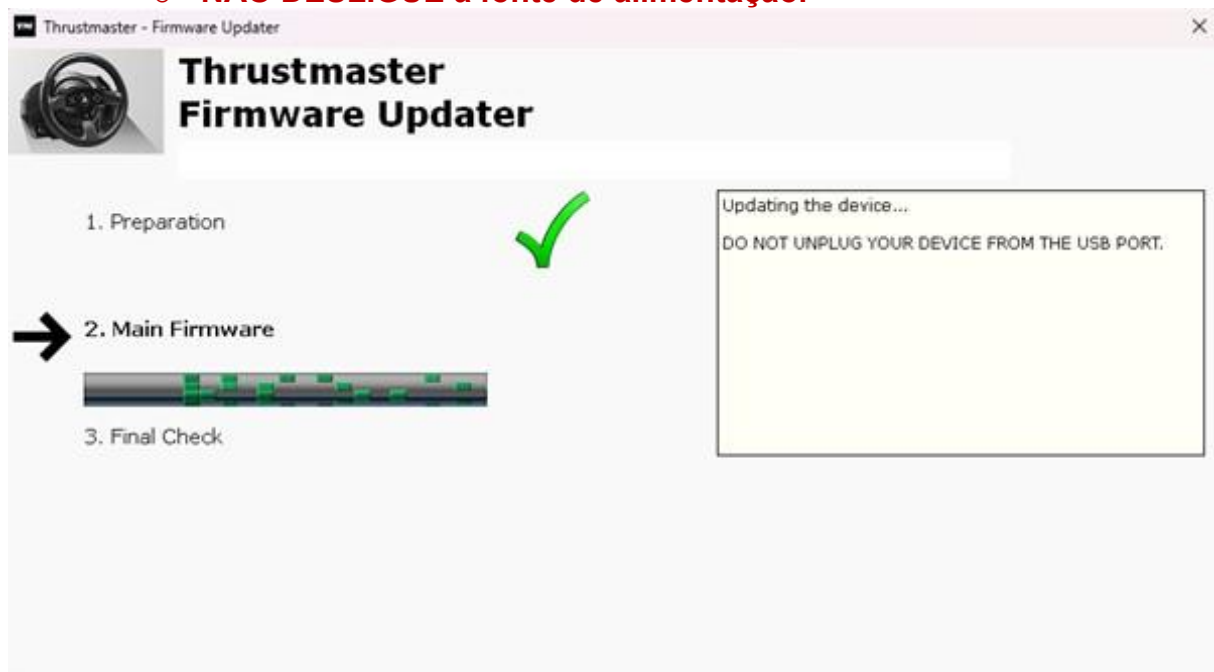 NÃO DESLIGUE a fonte de alimentação.
Thrustmaster - Firmware Updater
Thrustmaster
Firmware Updater
1. Preparation
Updating the device...
DO NOT UNPLUG YOUR DEVICE FROM THE USB PORT.
2. Main Firmware
3. Final Check